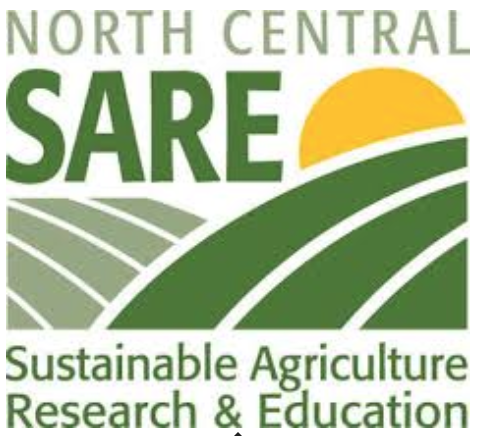 NORTH CENTRAL
SARE
Sustainable Agriculture
Research & Education